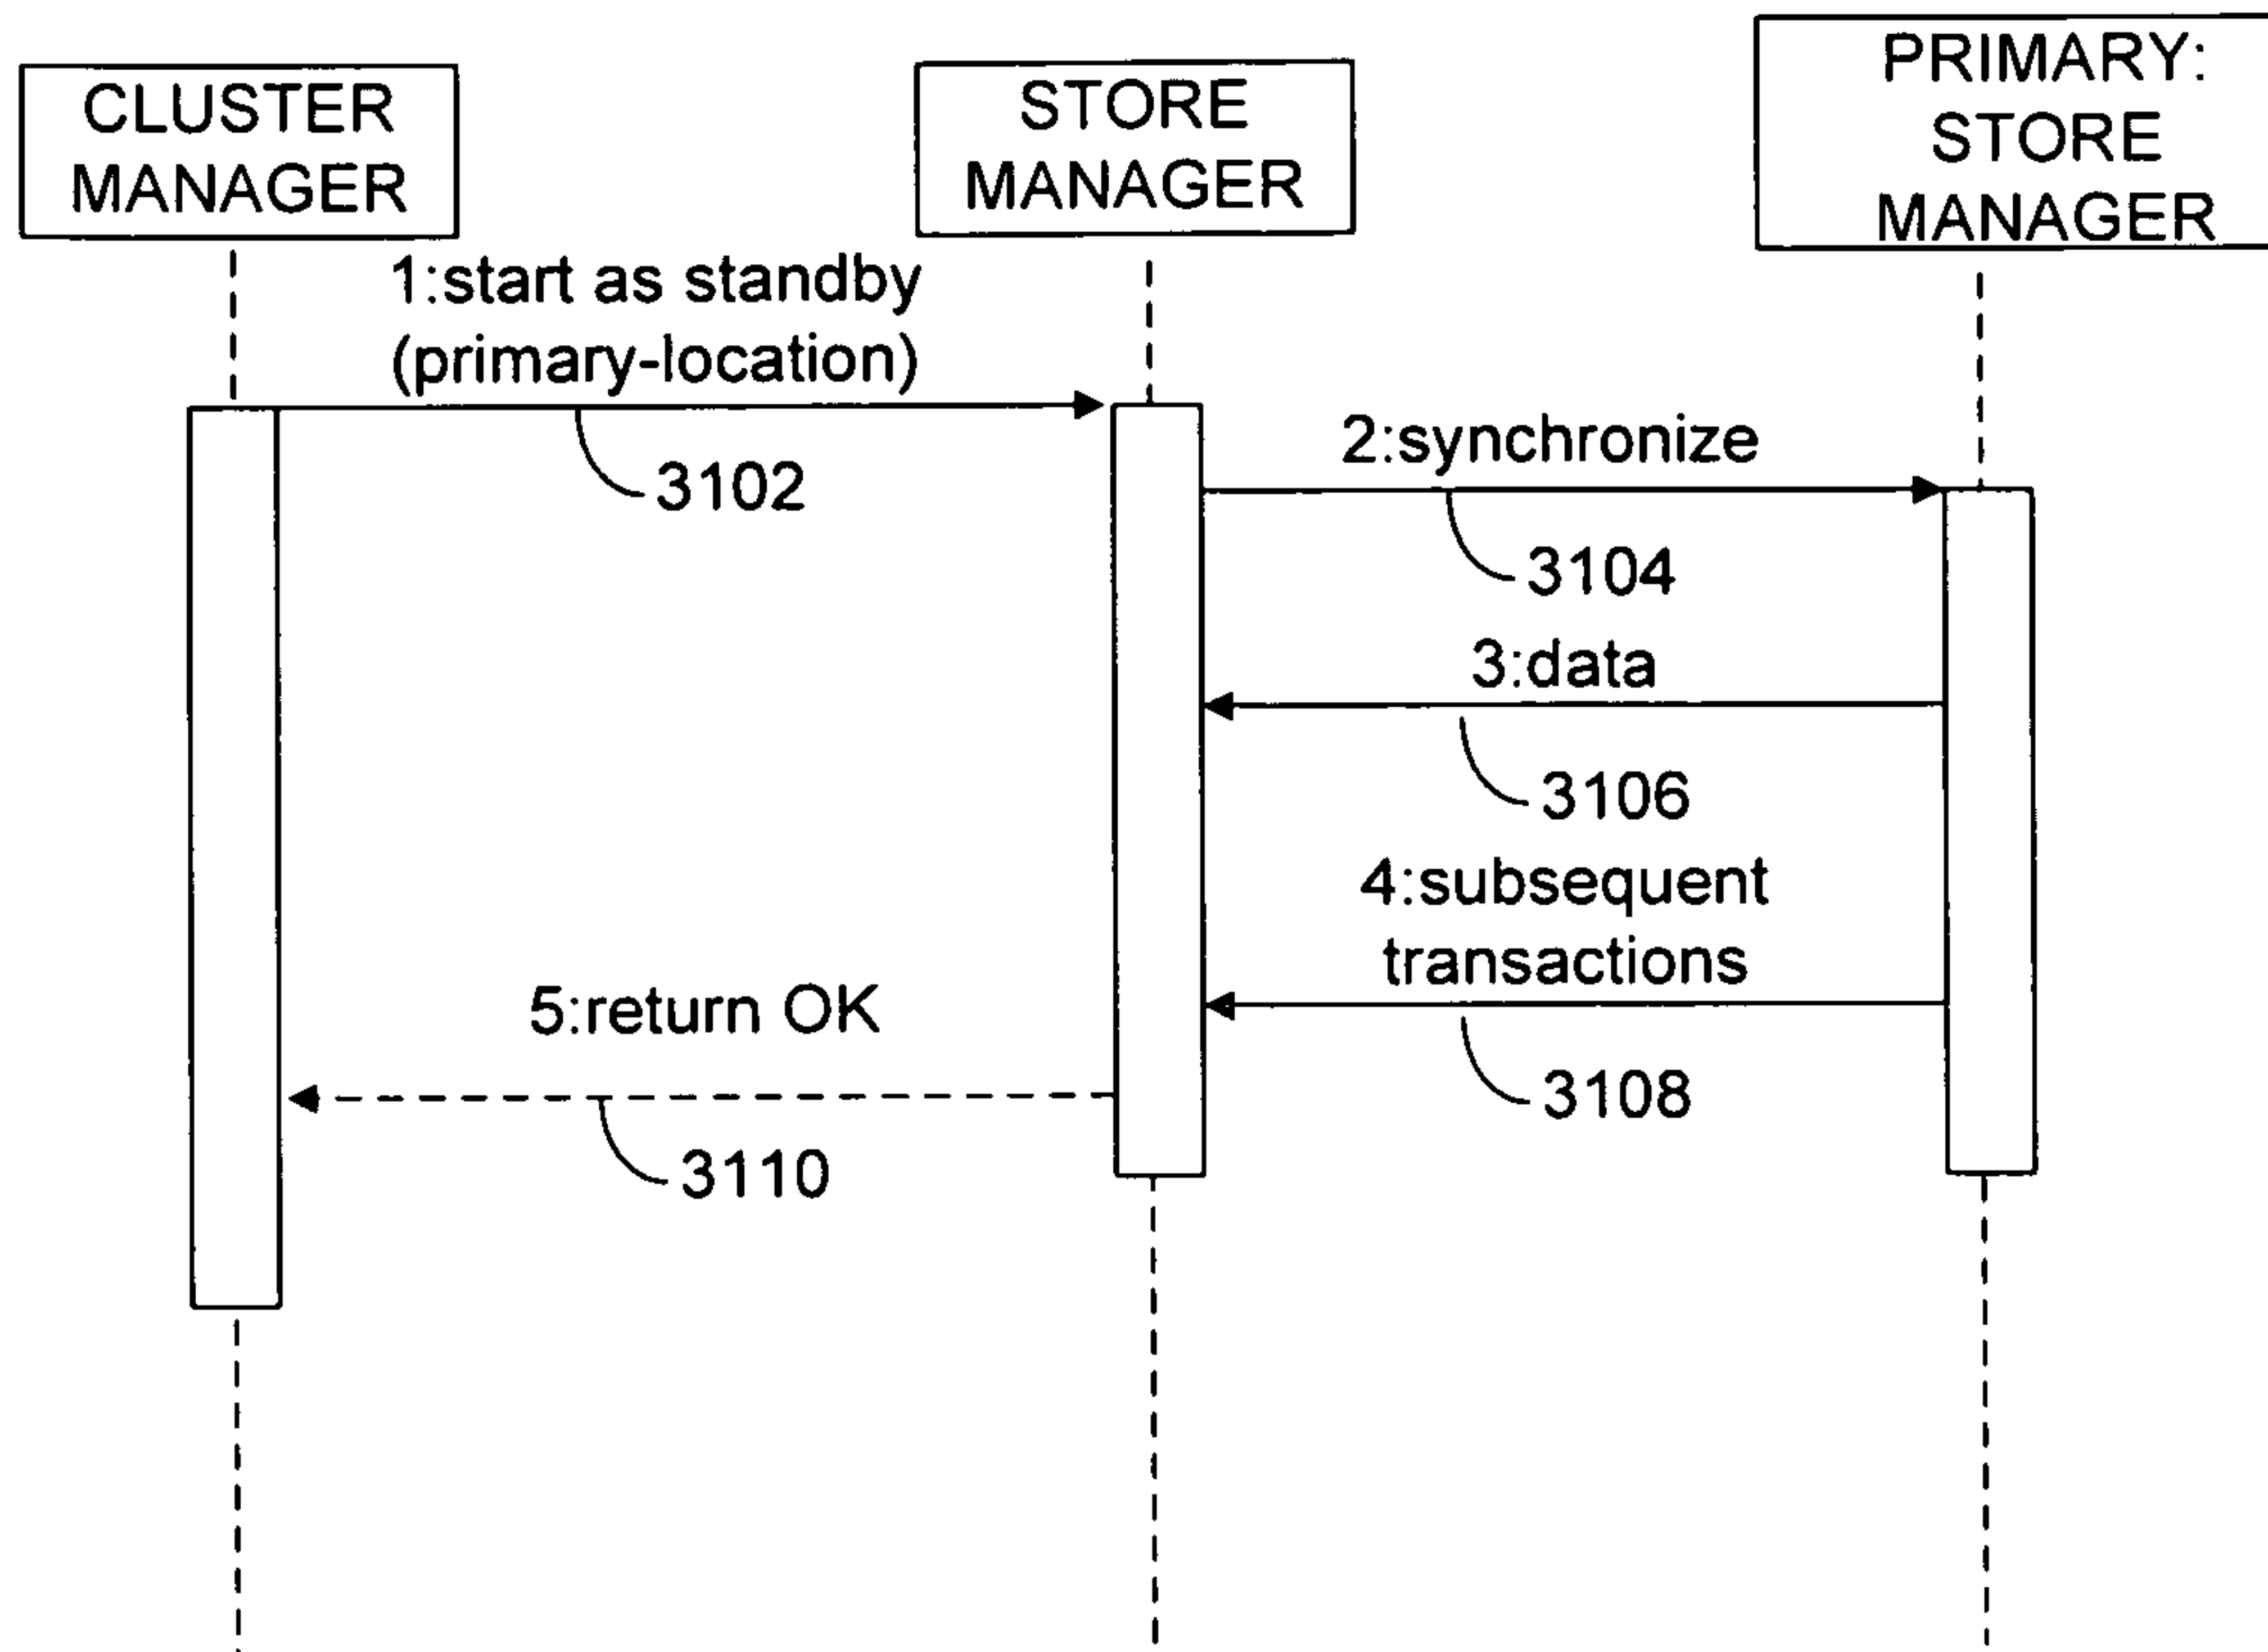 CLUSTER
MANAGER
STORE
MANAGER
PRIMARY:
STORE
MANAGER
1:start as standby
(primary-location)
3102
2:synchronize
3104
3:data
3106
4:subsequent
transactions
3108
5:return OK
3110